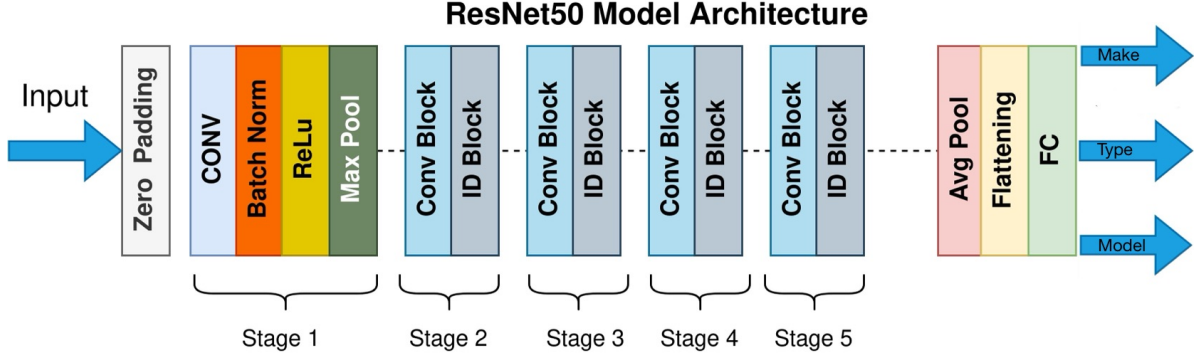 ResNet50 Model Architecture
Input
Zero Padding
CONV
Batch Norm
ReLu
Max Pool
Conv Block
ID Block
Conv Block
ID Block
Conv Block
ID Block
Conv Block
ID Block
Avg Pool
Flattening
FC
Make
Type
Model
Stage 1
Stage 2
Stage 3
Stage 4
Stage 5